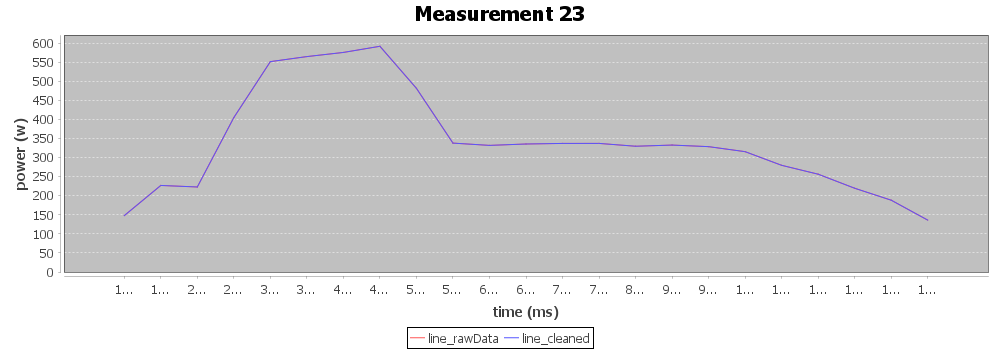 Measurement 23
600
550
500
450
400
350
300
250
200
150
100
50
0
power (w)
1... 1... 2... 2... 3... 3... 4... 4... 5... 5... 6... 6... 7... 7... 8... 9... 9... 1... 1... 1... 1... 1... 1...
time (ms)
line_rawData line_cleaned